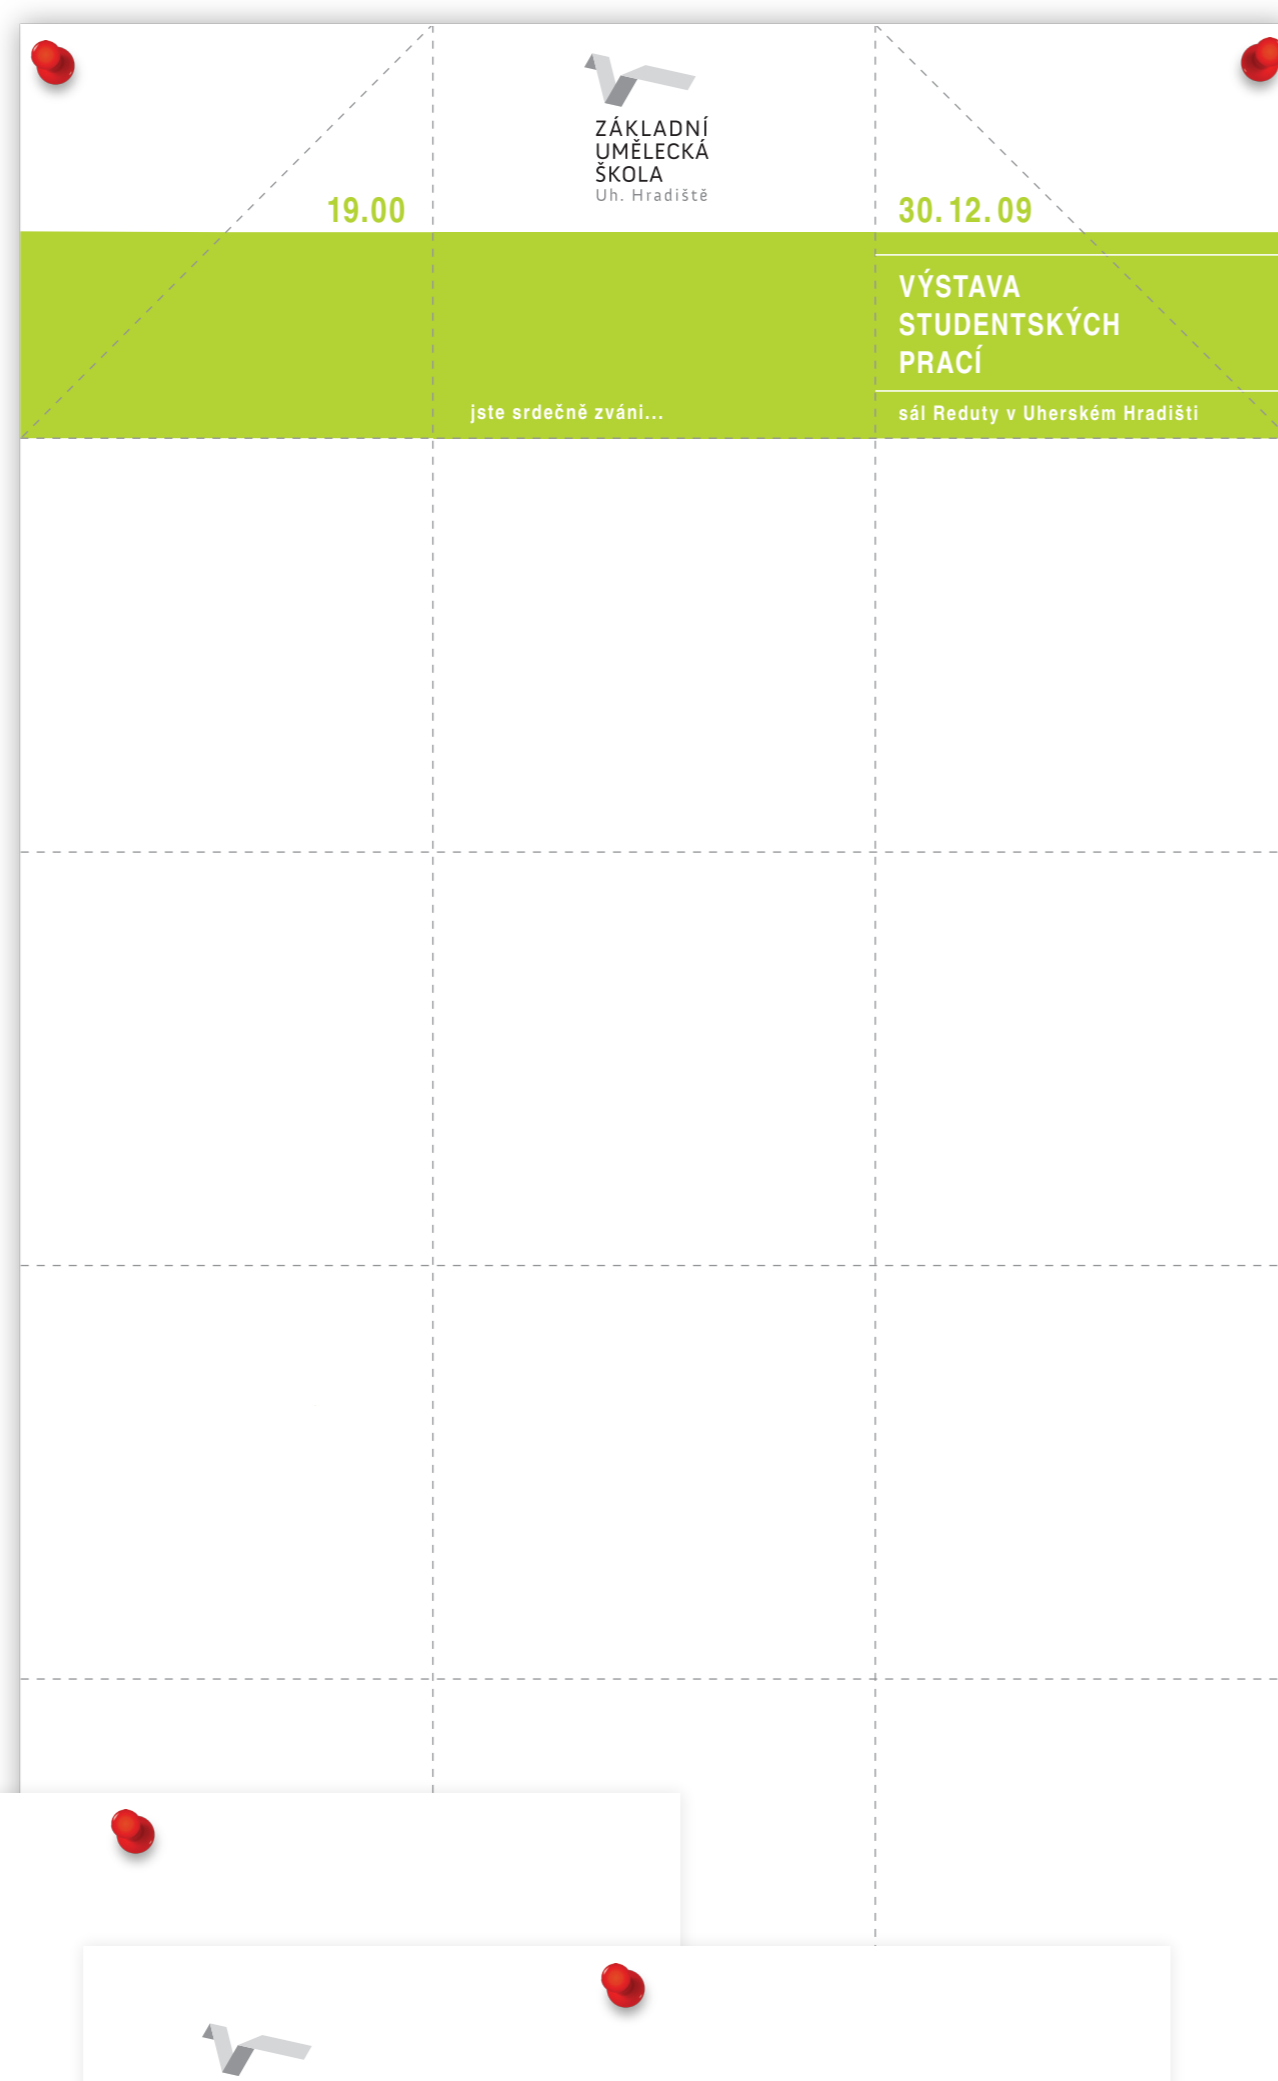 ZÁKLADNÍ
UMĚLECKÁ
ŠKOLA
Uh. Hradiště
19.00
30. 12. 09
VÝSTAVA
STUDENTSKÝCH
PRACÍ
jste srdečně zváni...
sál Reduty v Uherském Hradišti